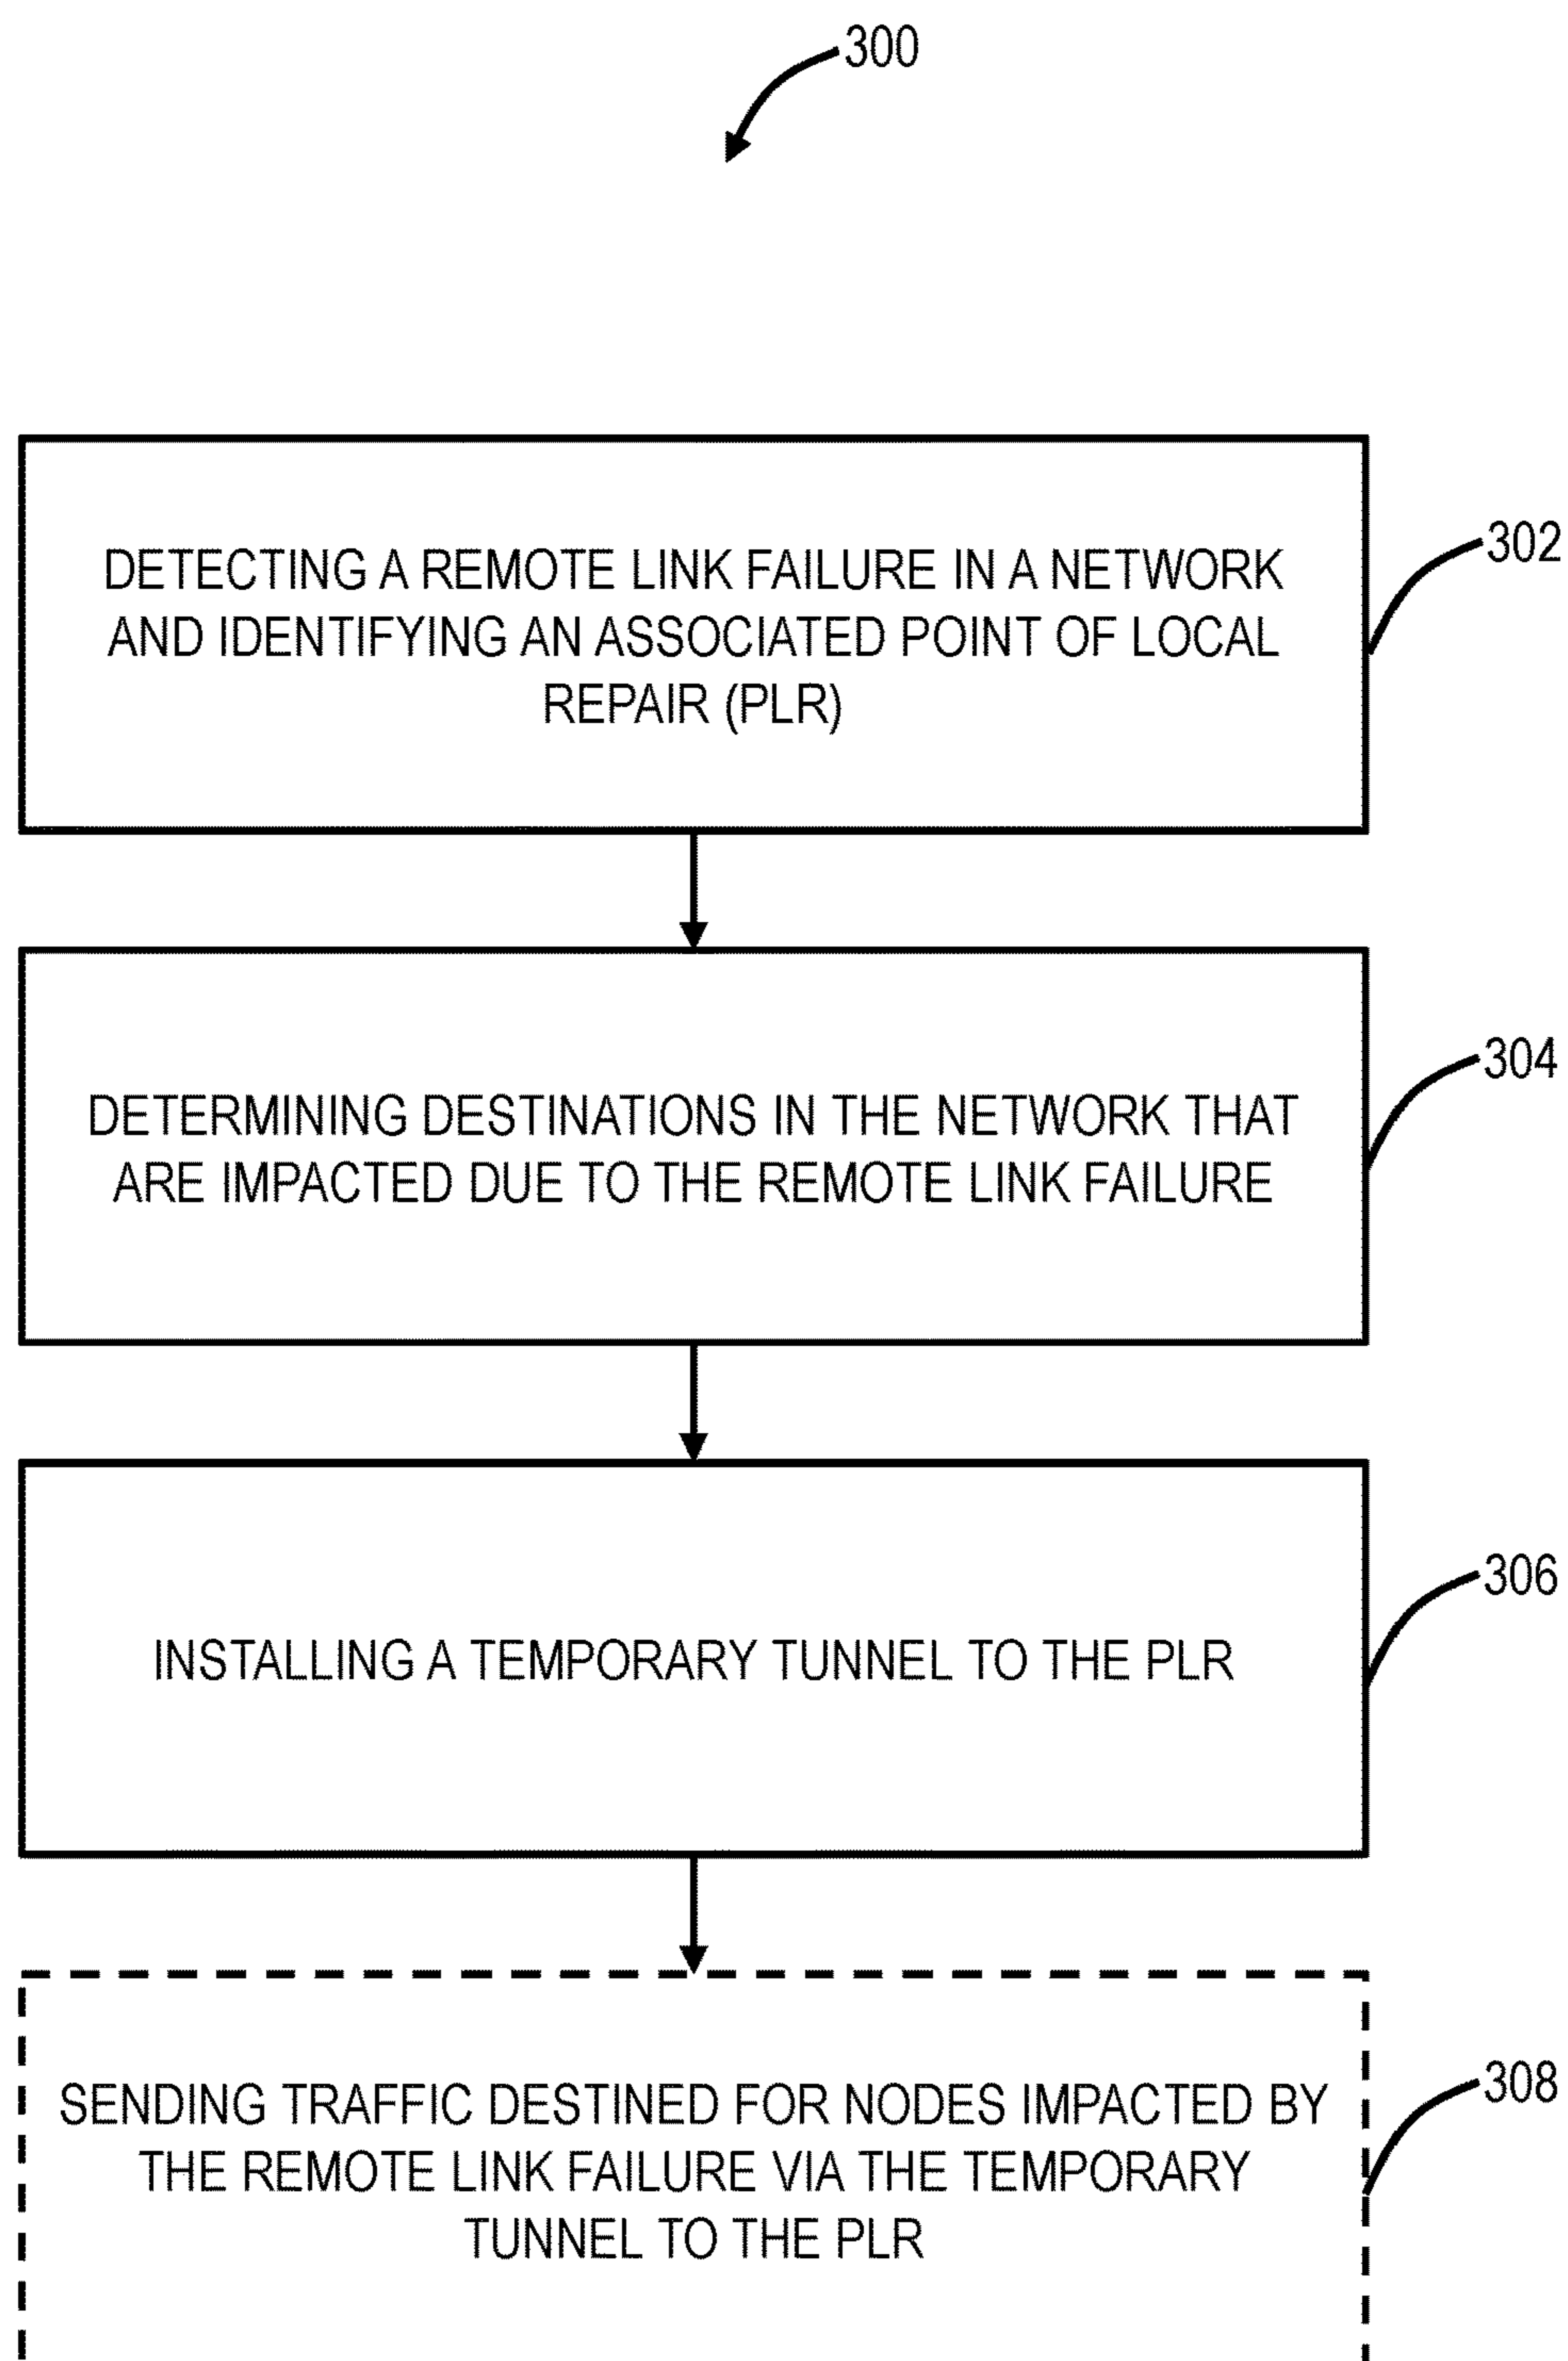 300
DETECTING A REMOTE LINK FAILURE IN A NETWORK
AND IDENTIFYING AN ASSOCIATED POINT OF LOCAL
REPAIR (PLR)
302
DETERMINING DESTINATIONS IN THE NETWORK THAT
ARE IMPACTED DUE TO THE REMOTE LINK FAILURE
304
INSTALLING A TEMPORARY TUNNEL TO THE PLR
306
SENDING TRAFFIC DESTINED FOR NODES IMPACTED BY
THE REMOTE LINK FAILURE VIA THE TEMPORARY
TUNNEL TO THE PLR
308